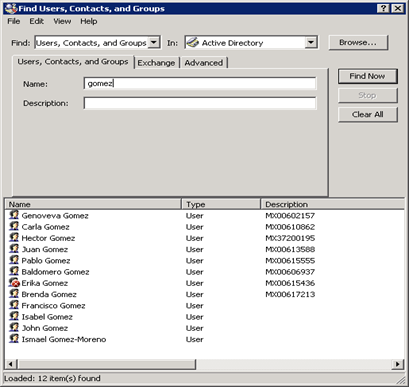 Find Users, Contacts, and Groups
File Edit View Help
Find: Users, Contacts, and Groups In: Active Directory Browse...
Users, Contacts, and Groups Exchange Advanced
Name: gomez
Description:
Find Now
Stop
Clear All
Name Type Description
Genoveva Gomez User MX00602157
Carla Gomez User MX00610862
Hector Gomez User MX37200195
Juan Gomez User MX00613588
Pablo Gomez User MX00615555
Baldomero Gomez User MX00606937
Erika Gomez User MX00615436
Brenda Gomez User MX00617213
Francisco Gomez User
Isabel Gomez User
John Gomez User
Ismael Gomez-Moreno User
Loaded: 12 item(s) found